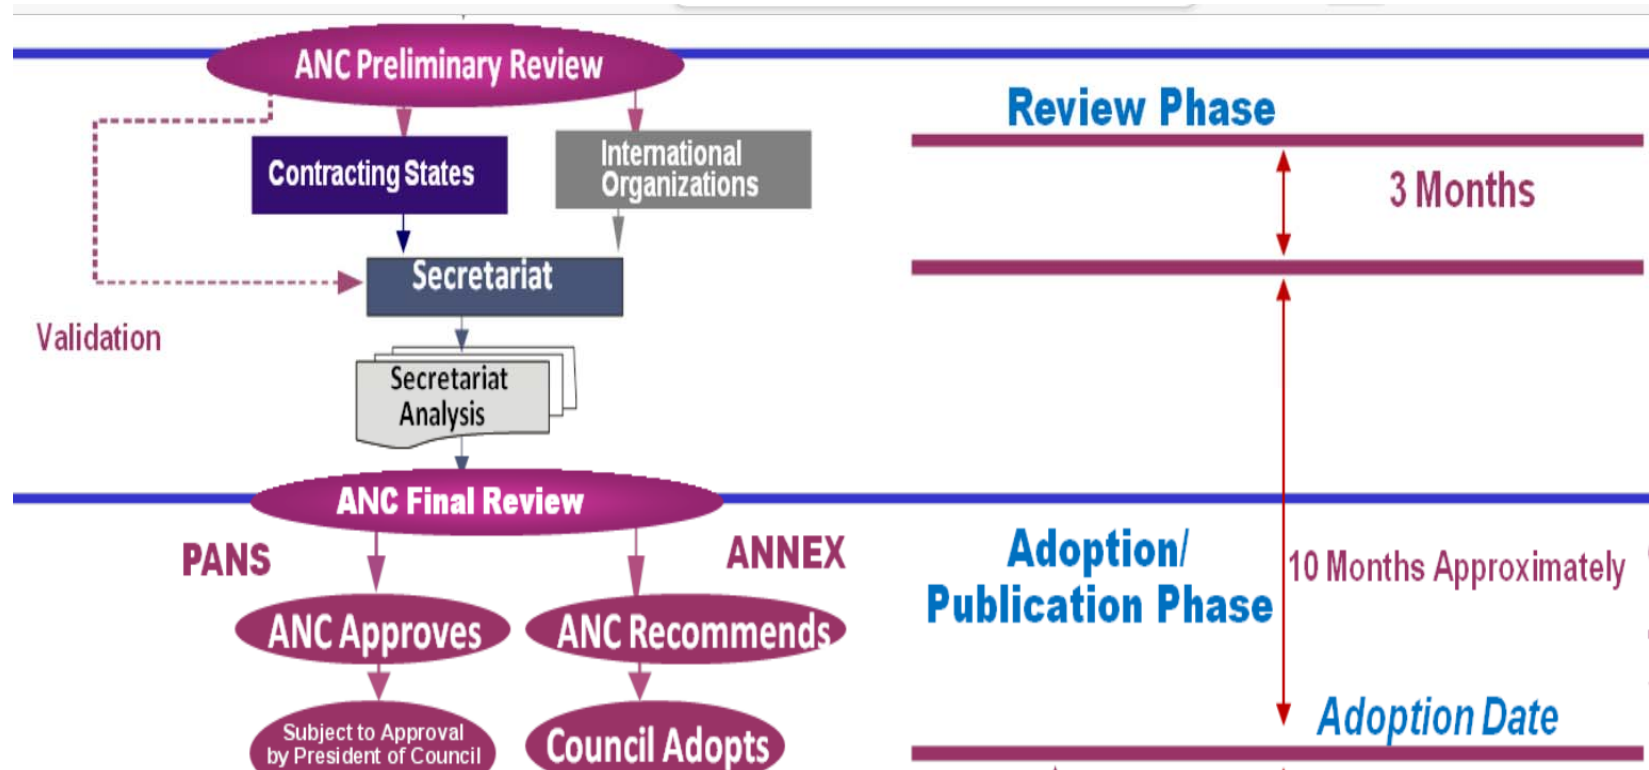 ANC Preliminary Review
Review Phase
Contracting States
International
Organizations
3 Months
Secretariat
Validation
Secretariat
Analysis
ANC Final Review
PANS
ANNEX
Adoption/
Publication Phase
10 Months Approximately
ANC Approves
ANC Recommends
Adoption Date
Subject to Approval
by President of Council
Council Adopts